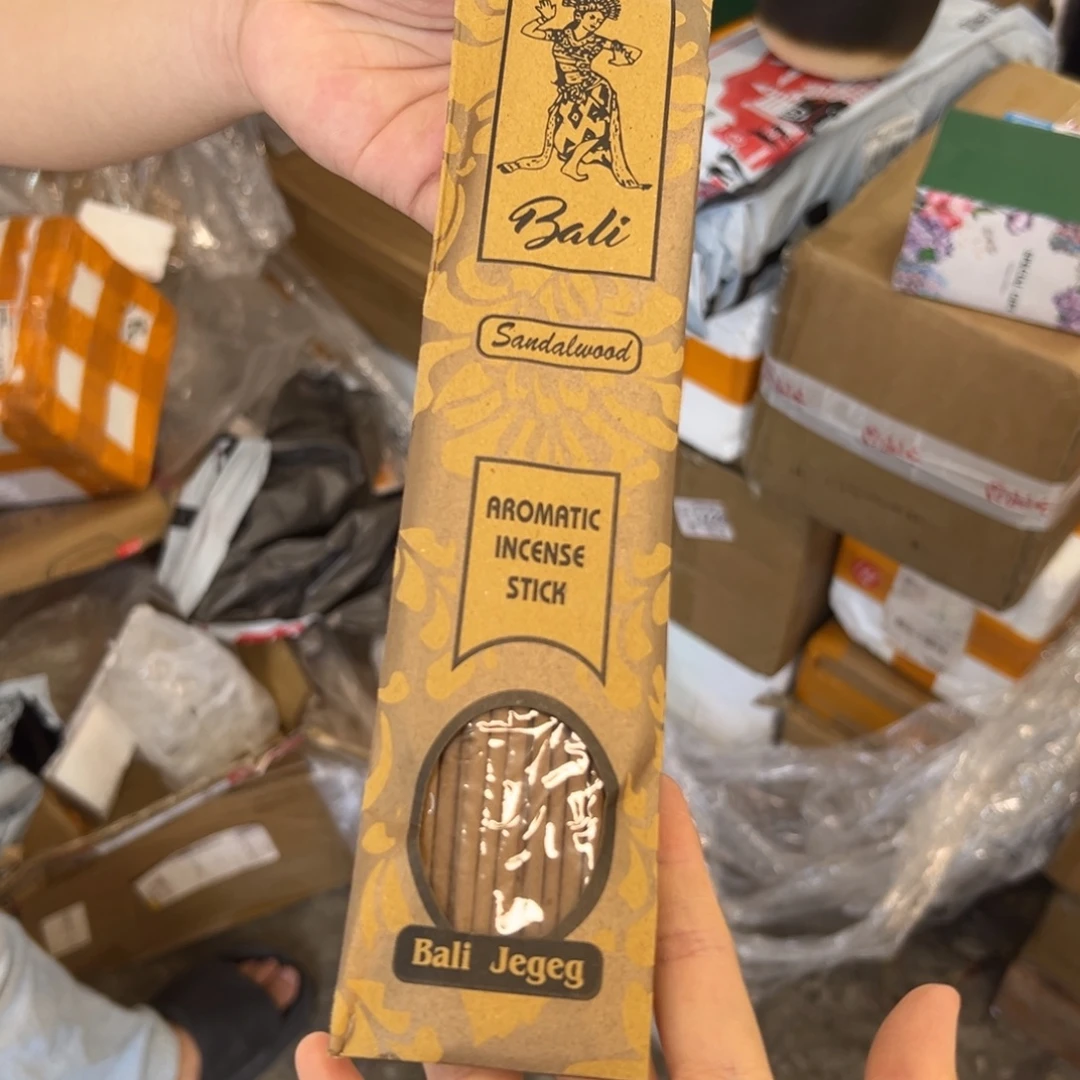 Bali
Sandalwood
AROMATIC
INCENSE
STICK
Bali Jegeg